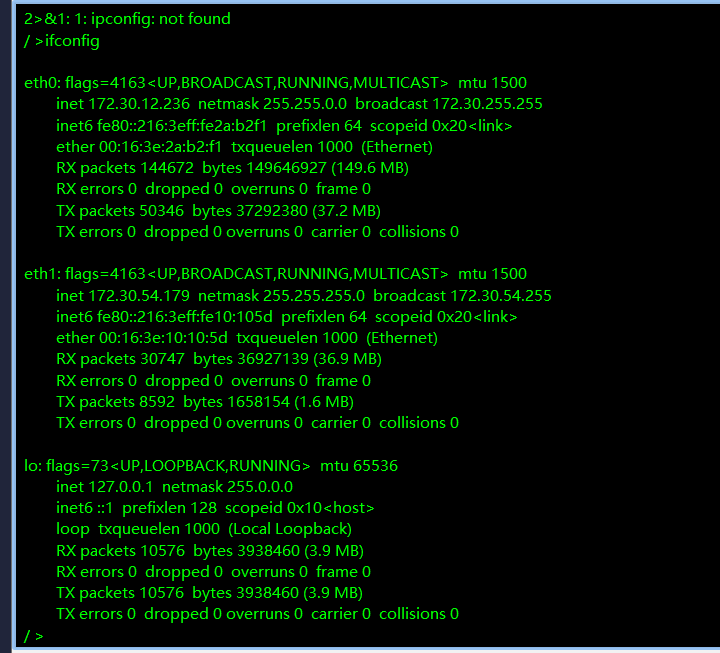 2>&1: 1: ipconfig: not found
/ >ifconfig
eth0: flags=4163<UP,BROADCAST,RUNNING,MULTICAST>  mtu 1500
inet 172.30.12.236  netmask 255.255.0.0  broadcast 172.30.255.255
inet6 fe80::216:3eff:fe2a:b2f1  prefixlen 64  scopeid 0x20<link>
ether 00:16:3e:2a:b2:f1  txqueuelen 1000  (Ethernet)
RX packets 144672  bytes 149646927 (149.6 MB)
RX errors 0  dropped 0  overruns 0  frame 0
TX packets 50346  bytes 37292380 (37.2 MB)
TX errors 0  dropped 0 overruns 0  carrier 0  collisions 0
eth1: flags=4163<UP,BROADCAST,RUNNING,MULTICAST>  mtu 1500
inet 172.30.54.179  netmask 255.255.255.0  broadcast 172.30.54.255
inet6 fe80::216:3eff:fe10:105d  prefixlen 64  scopeid 0x20<link>
ether 00:16:3e:10:10:5d  txqueuelen 1000  (Ethernet)
RX packets 30747  bytes 36927139 (36.9 MB)
RX errors 0  dropped 0  overruns 0  frame 0
TX packets 8592  bytes 1658154 (1.6 MB)
TX errors 0  dropped 0 overruns 0  carrier 0  collisions 0
lo: flags=73<UP,LOOPBACK,RUNNING>  mtu 65536
inet 127.0.0.1  netmask 255.0.0.0
inet6 ::1  prefixlen 128  scopeid 0x10<host>
loop  txqueuelen 1000  (Local Loopback)
RX packets 10576  bytes 3938460 (3.9 MB)
RX errors 0  dropped 0  overruns 0  frame 0
TX packets 10576  bytes 3938460 (3.9 MB)
TX errors 0  dropped 0 overruns 0  carrier 0  collisions 0
/ >